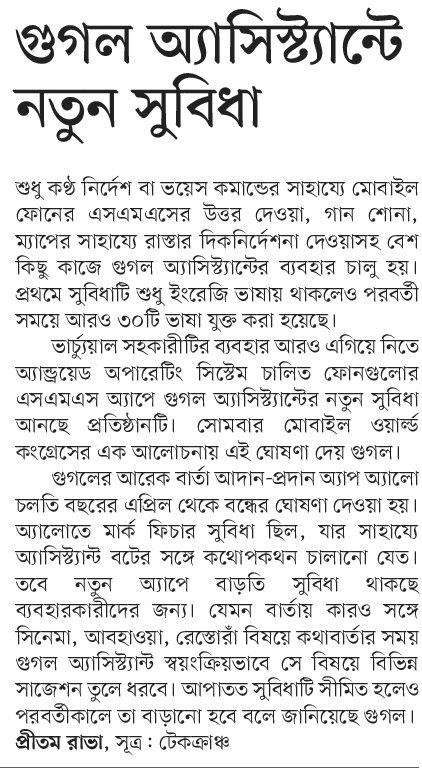 গুগল অ্যাসিস্ট্যান্টে
নতুন সুবিধা
শুধু কণ্ঠ নির্দেশ বা ভয়েস কমান্ডের সাহায্যে মোবাইল
ফোনের এসএমএসের উত্তর দেওয়া, গান শোনা,
ম্যাপের সাহায্যে রাস্তার দিকনির্দেশনা দেওয়াসহ বেশ
কিছু কাজে গুগল অ্যাসিস্ট্যান্টের ব্যবহার চালু হয়।
প্রথমে সুবিধাটি শুধু ইংরেজি ভাষায় থাকলেও পরবর্তী
সময়ে আরও ৩০টি ভাষা যুক্ত করা হয়েছে।
ভার্চ্যুয়াল সহকারীটির ব্যবহার আরও এগিয়ে নিতে
অ্যান্ড্রয়েড অপারেটিং সিস্টেম চালিত ফোনগুলোর
এসএমএস অ্যাপে গুগল অ্যাসিস্ট্যান্টের নতুন সুবিধা
আনছে প্রতিষ্ঠানটি। সোমবার মোবাইল ওয়ার্ল্ড
কংগ্রেসের এক আলোচনায় এই ঘোষণা দেয় গুগল।
গুগলের আরেক বার্তা আদান-প্রদান অ্যাপ অ্যালো
চলতি বছরের এপ্রিল থেকে বন্ধের ঘোষণা দেওয়া হয়।
অ্যালোতে মার্ক ফিচার সুবিধা ছিল, যার সাহায্যে
অ্যাসিস্ট্যান্ট বটের সঙ্গে কথোপকথন চালানো যেত।
তবে নতুন অ্যাপে বাড়তি সুবিধা থাকছে
ব্যবহারকারীদের জন্য। যেমন বার্তায় কারও সঙ্গে
সিনেমা, আবহাওয়া, রেস্তোরাঁ বিষয়ে কথাবার্তার সময়
গুগল অ্যাসিস্ট্যান্ট স্বয়ংক্রিয়ভাবে সে বিষয়ে বিভিন্ন
সাজেশন তুলে ধরবে। আপাতত সুবিধাটি সীমিত হলেও
পরবর্তীকালে তা বাড়ানো হবে বলে জানিয়েছে গুগল।
প্রীতম রাভা, সূত্র : টেকক্রাঞ্চ